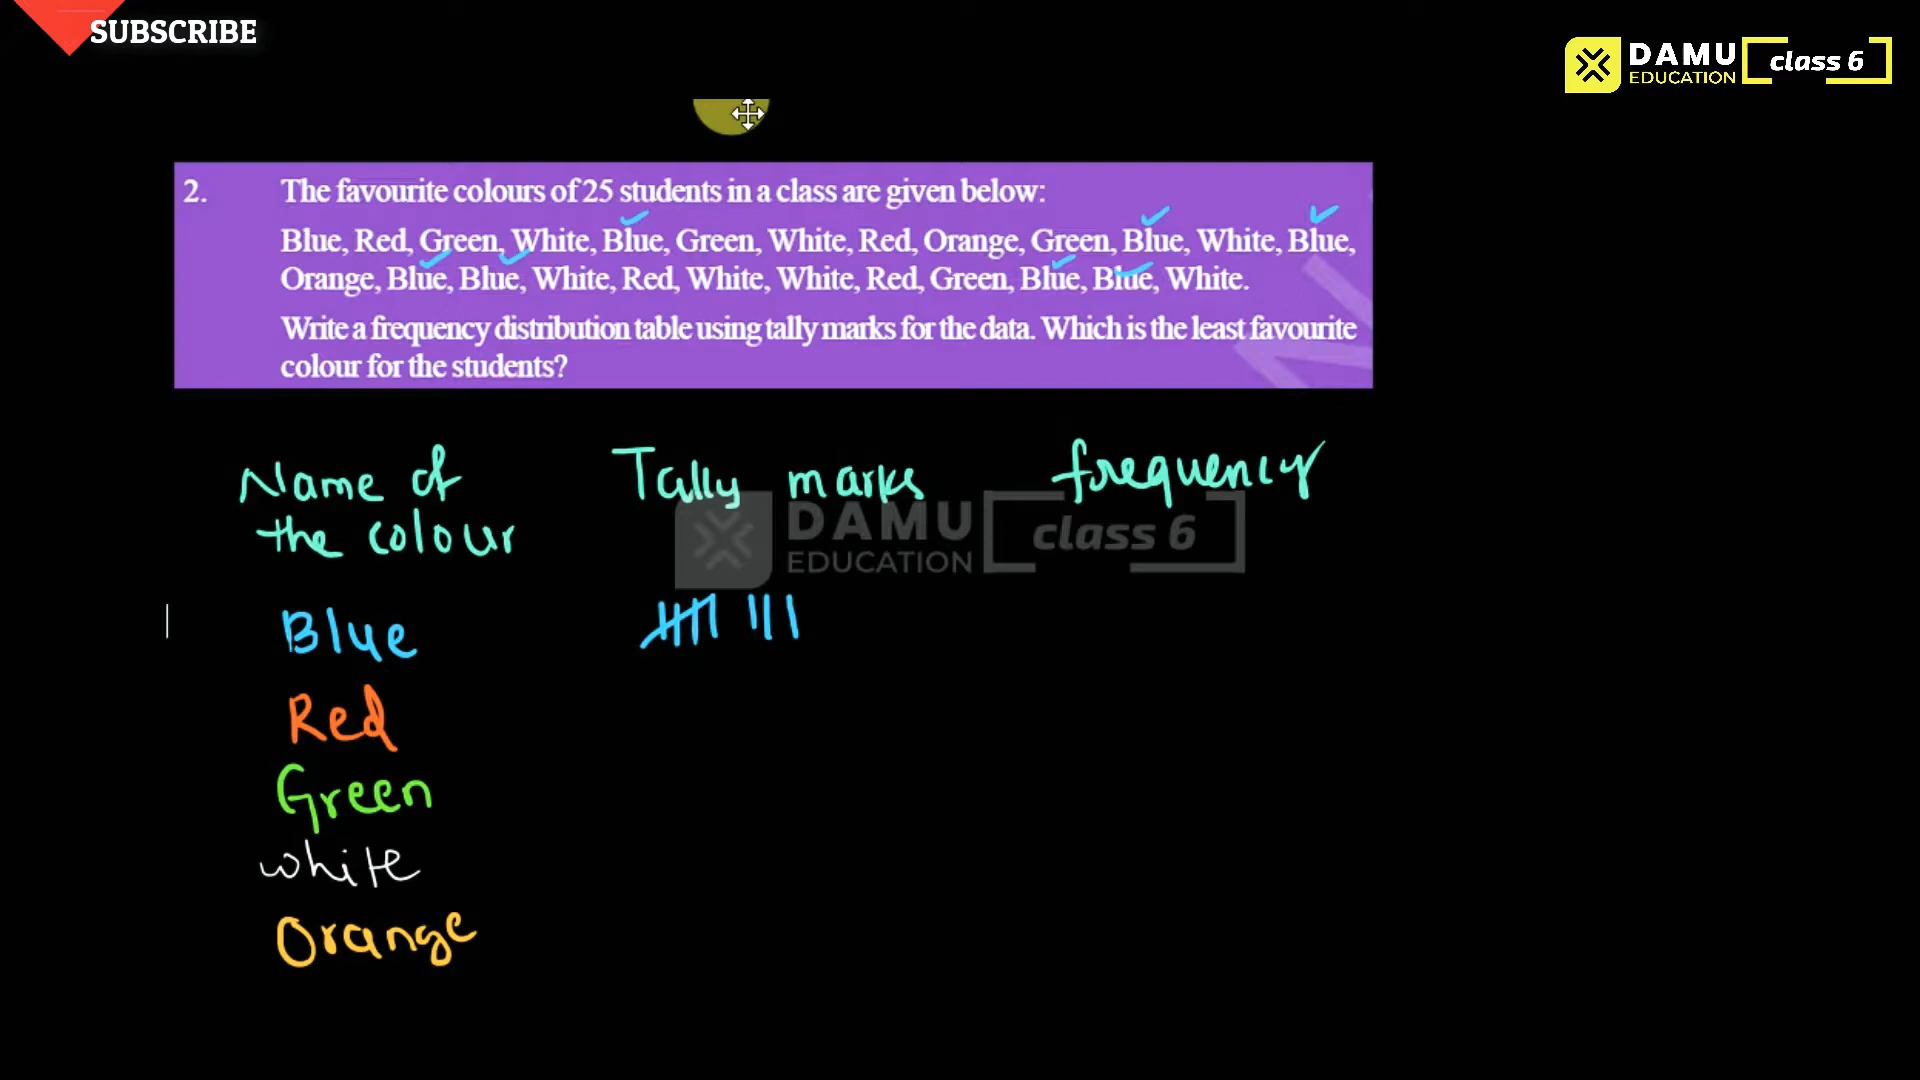 SUBSCRIBE
DAMU
EDUCATION
class 6
2. The favourite colours of 25 students in a class are given below:
Blue, Red, Green, White, Blue, Green, White, Red, Orange, Green, Blue, White, Blue,
Orange, Blue, Blue, White, Red, White, White, Red, Green, Blue, Blue, White.
Write a frequency distribution table using tally marks for the data. Which is the least favourite
colour for the students?
Name of Tally marks frequency
the colour
DAMU
EDUCATION
class 6
Blue
Red
Green
white
Orange